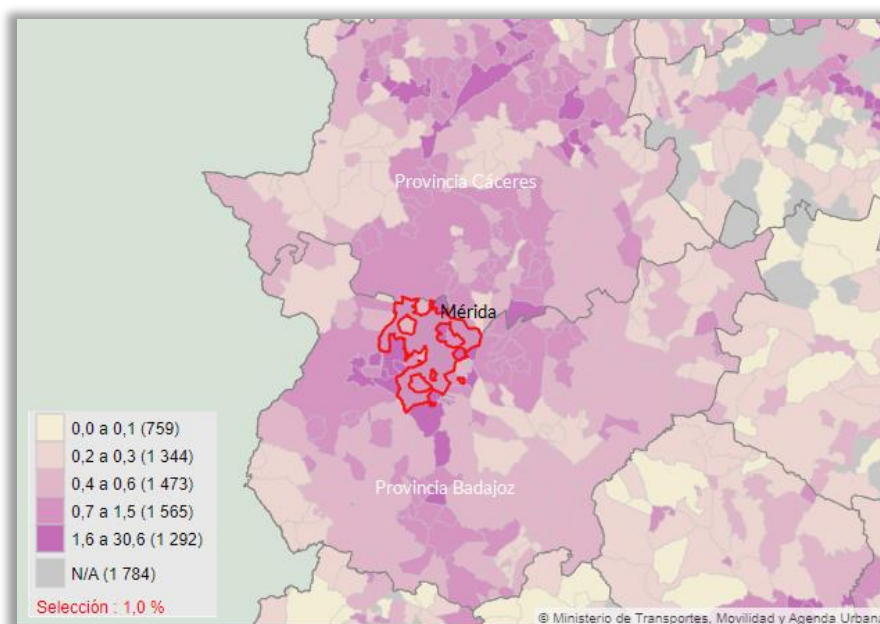 Provincia Cáceres
Mérida
Provincia Badajoz
0,0 a 0,1 (759)
0,2 a 0,3 (1 344)
0,4 a 0,6 (1 473)
0,7 a 1,5 (1 565)
1,6 a 30,6 (1 292)
N/A (1 784)
Selección : 1,0 %
© Ministerio de Transportes, Movilidad y Agenda Urbana